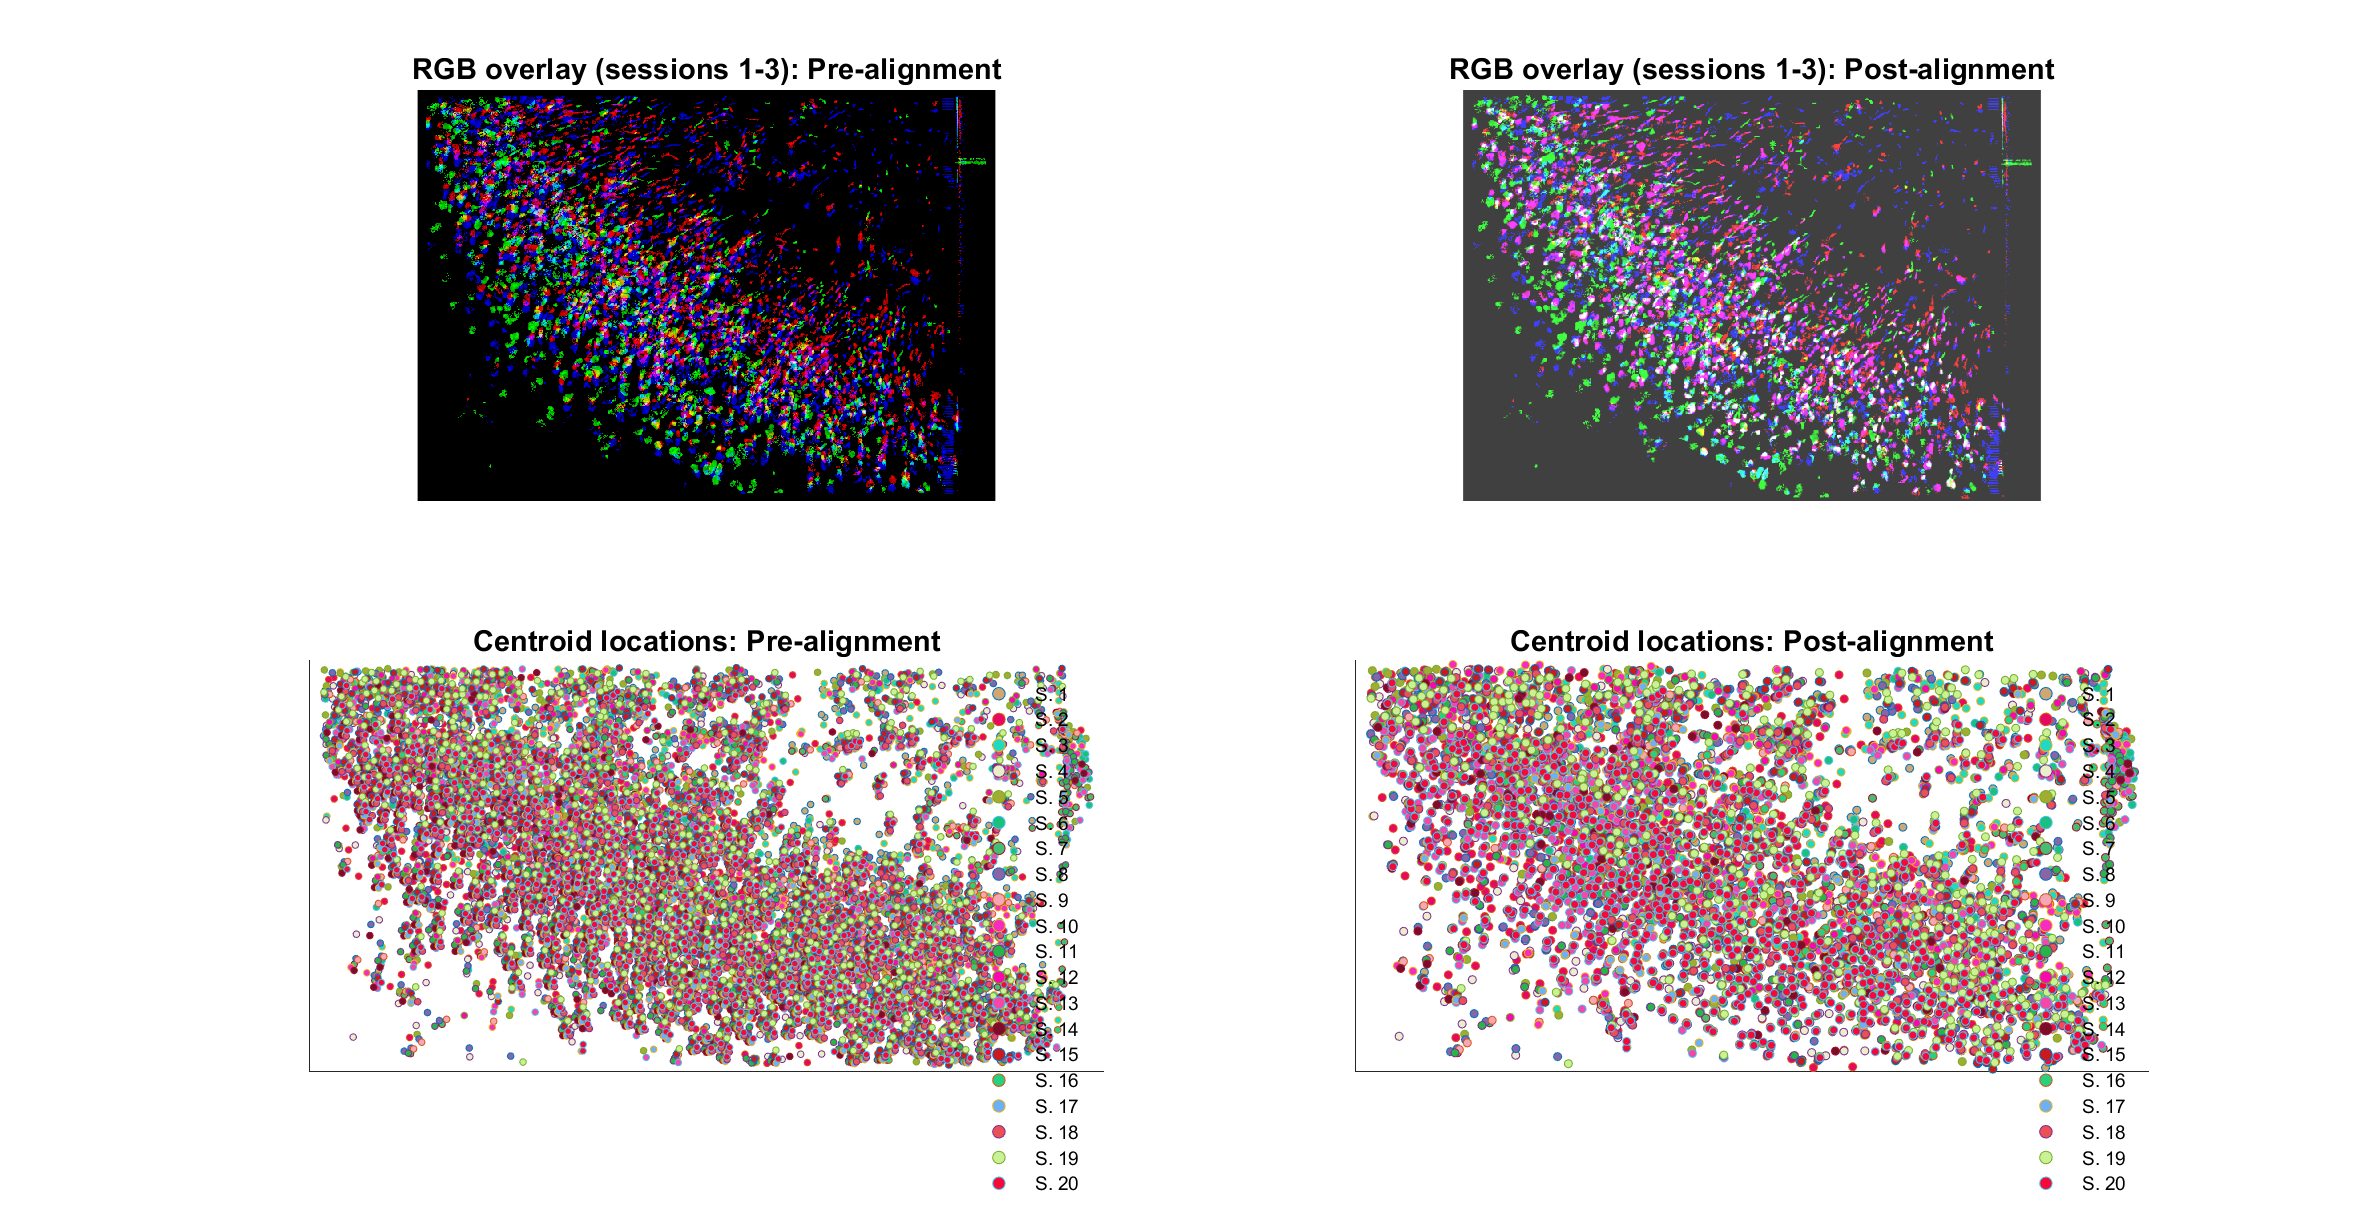 RGB overlay (sessions 1-3): Pre-alignment
RGB overlay (sessions 1-3): Post-alignment
Centroid locations: Pre-alignment
S. 1
S. 2
S. 3
S. 4
S. 5
S. 6
S. 7
S. 8
S. 9
S. 10
S. 11
S. 12
S. 13
S. 14
S. 15
S. 16
S. 17
S. 18
S. 19
S. 20
Centroid locations: Post-alignment
S. 1
S. 2
S. 3
S. 4
S. 5
S. 6
S. 7
S. 8
S. 9
S. 10
S. 11
S. 12
S. 13
S. 14
S. 15
S. 16
S. 17
S. 18
S. 19
S. 20